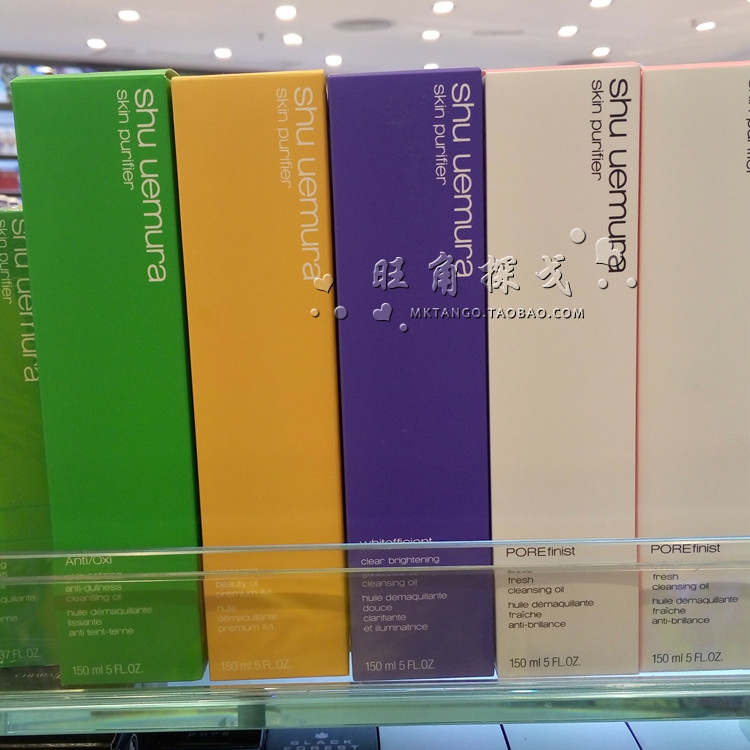 shu uemura
skin purifier
37 FL.OZ.
shu uemura
skin purifier
Anti/Oxi
anti-dullness
cleansing oil
huile démaquillante
lissante
anti teint-terne
150 ml 5 FL.OZ.
shu uemura
skin purifier
beauty oil
premium A/I
huile
démaquillante
premium A/I
150 ml 5 FL.OZ.
shu uemura
skin purifier
whitefficient
clear brightening
cleansing oil
huile démaquillante
douce
clarifiante
et illuminatrice
150 ml 5 FL.OZ.
shu uemura
skin purifier
POREfinist
fresh
cleansing oil
huile démaquillante
fraîche
anti-brillance
150 ml 5 FL.OZ.
POREfinist
fresh
cleansing oil
huile démaquillante
fraîche
anti-brillance
150 ml 5 FL.OZ.
旺角探戈
MKTANGO.TAOBAO.COM
BLACK
FOREST